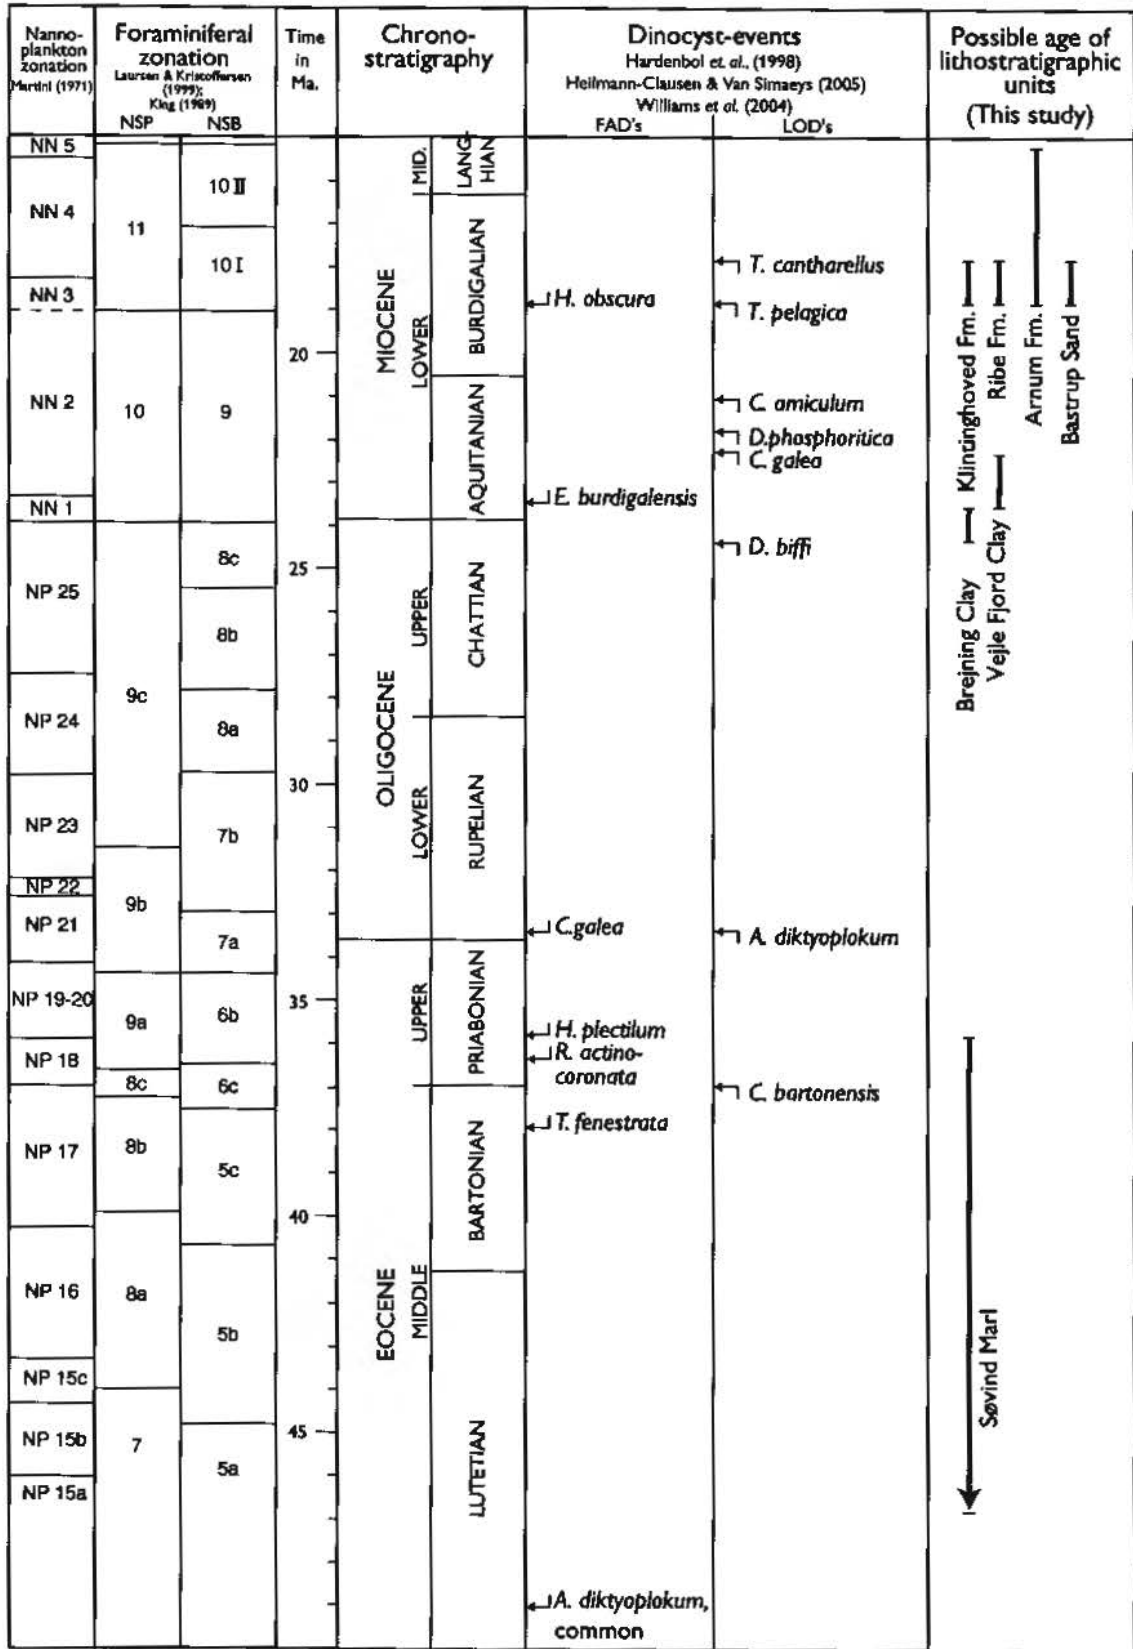 Nanno-
plankton
zonation
Martini (1971)
Foraminiferal
zonation
Laursen & Kristoffersen
(1999);
King (1989)
NSP
NSB
Time
in
Ma.
Chrono-
stratigraphy
Dinocyst-events
Hardenbol et. al., (1998)
Heilmann-Clausen & Van Simaeys (2005)
Williams et al. (2004)
FAD's
LOD's
Possible age of
lithostratigraphic
units
(This study)
NN 5
NN 4
NN 3
NN 2
NN 1
NP 25
NP 24
NP 23
NP 22
NP 21
NP 19-20
NP 18
NP 17
NP 16
NP 15c
NP 15b
NP 15a
11
10
9c
9b
9a
8c
8b
8a
7
10 II
10 I
9
8c
8b
8a
7b
7a
6b
6c
5c
5b
5a
20
25
30
35
40
45
MIOCENE
OLIGOCENE
EOCENE
MID.
LOWER
UPPER
LOWER
UPPER
MIDDLE
LANG
HIAN
BURDIGALIAN
AQUITANIAN
CHATTIAN
RUPELIAN
PRIABONIAN
BARTONIAN
LUTETIAN
H. obscura
E. burdigalensis
C.galea
H. plectilum
R. actino-
coronata
T. fenestrata
A. diktyoplokum,
common
T. cantharellus
T. pelagica
C. amiculum
D.phosphoritica
C. galea
D. biffi
A. diktyoplokum
C. bartonensis
Brejning Clay
Klintinghoved Fm.
Vejle Fjord Clay
Ribe Fm.
Arnum Fm.
Bastrup Sand
Søvind Marl